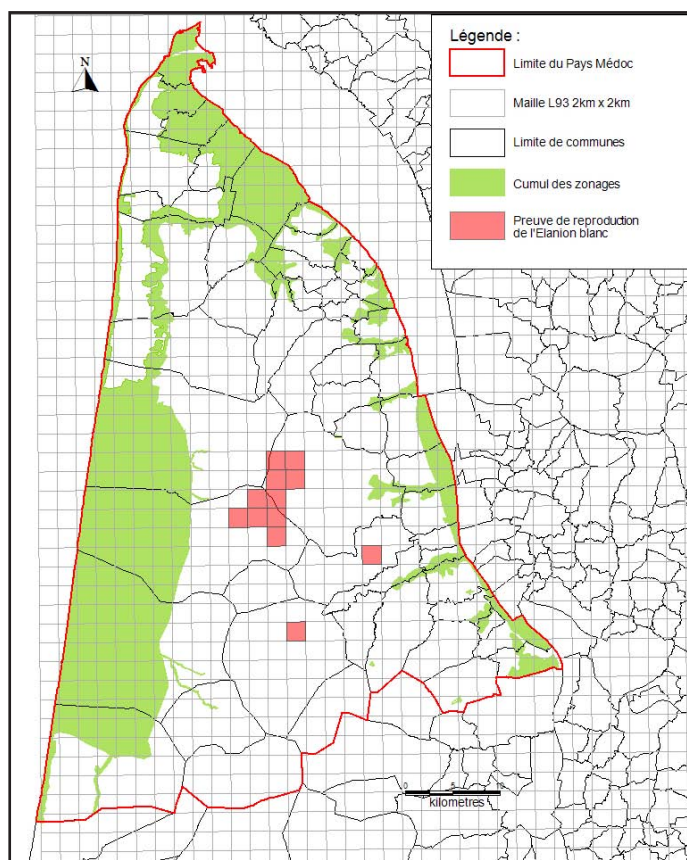 Légende :
Limite du Pays Médoc
Maille L93 2km x 2km
Limite de communes
Cumul des zonages
Preuve de reproduction
de l'Elanion blanc
N
0 5
kilometres